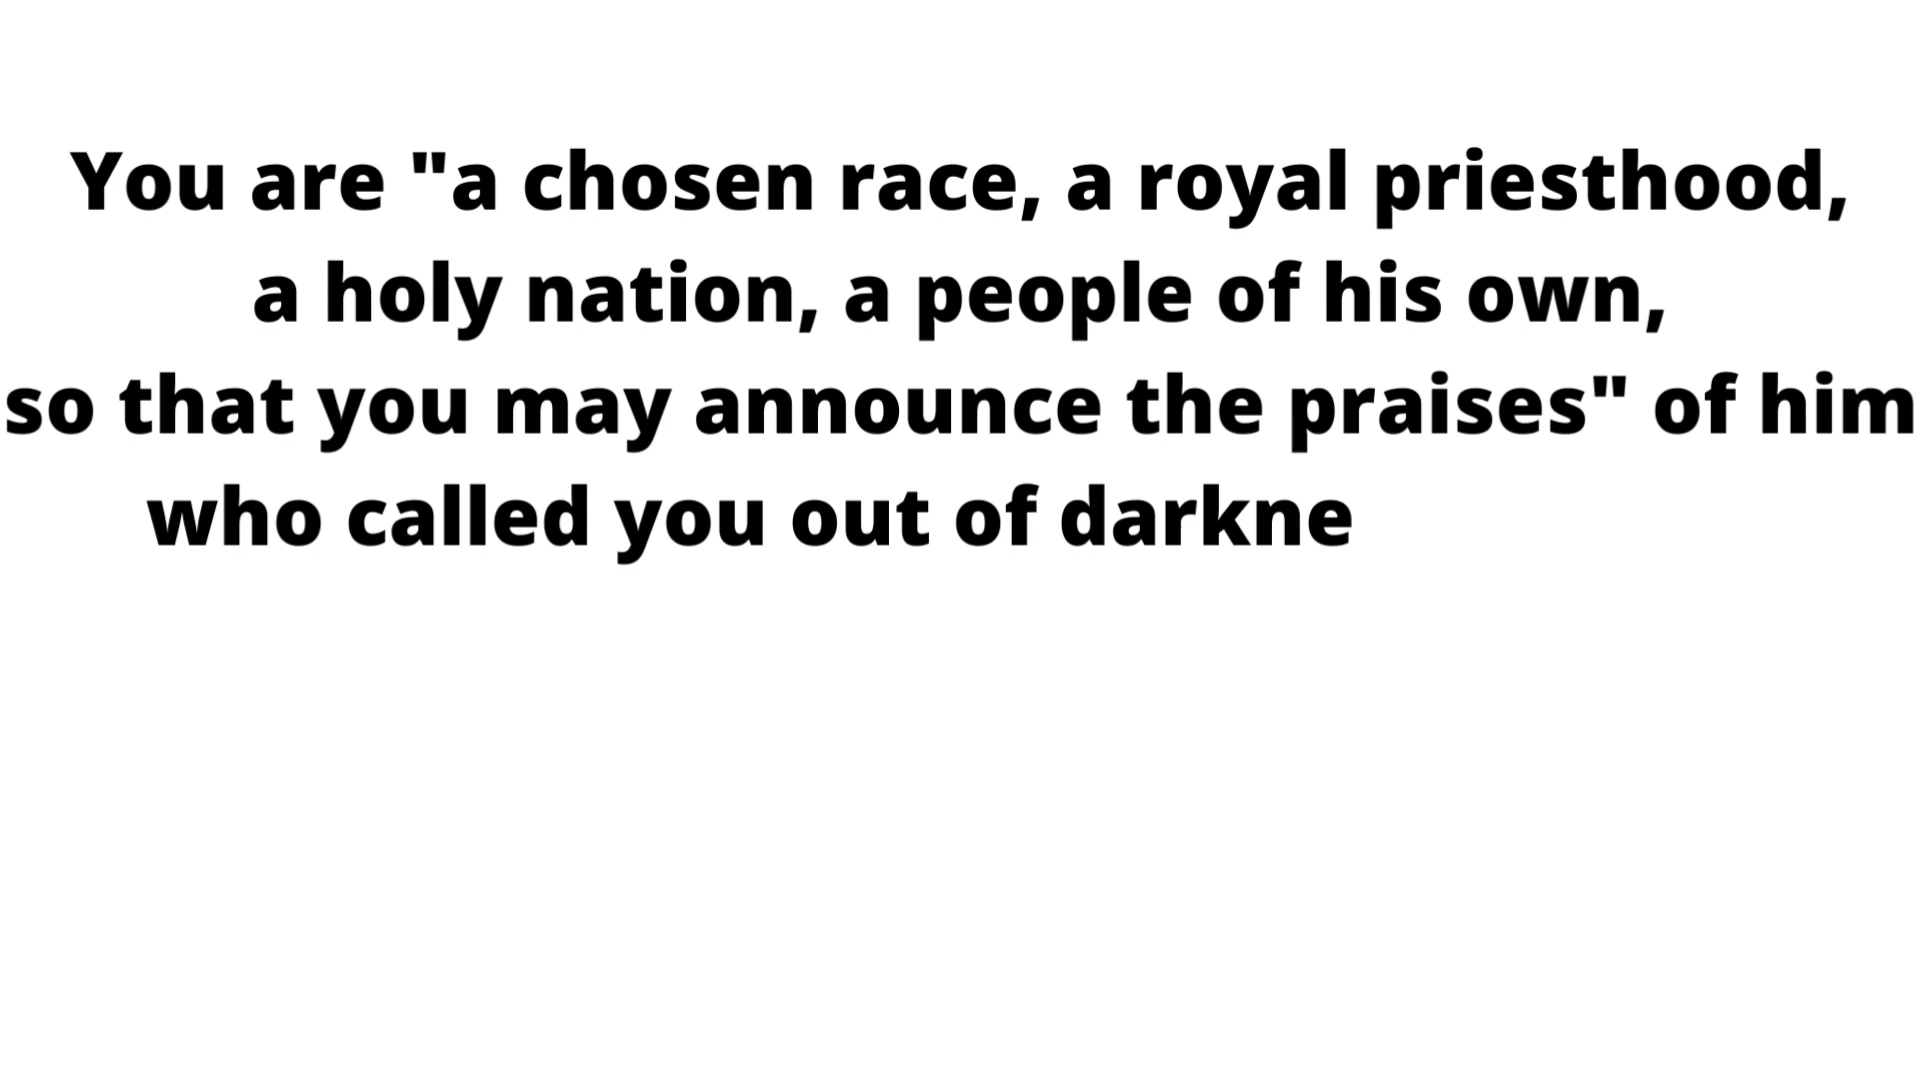 You are "a chosen race, a royal priesthood,
a holy nation, a people of his own,
so that you may announce the praises" of him
who called you out of darkne